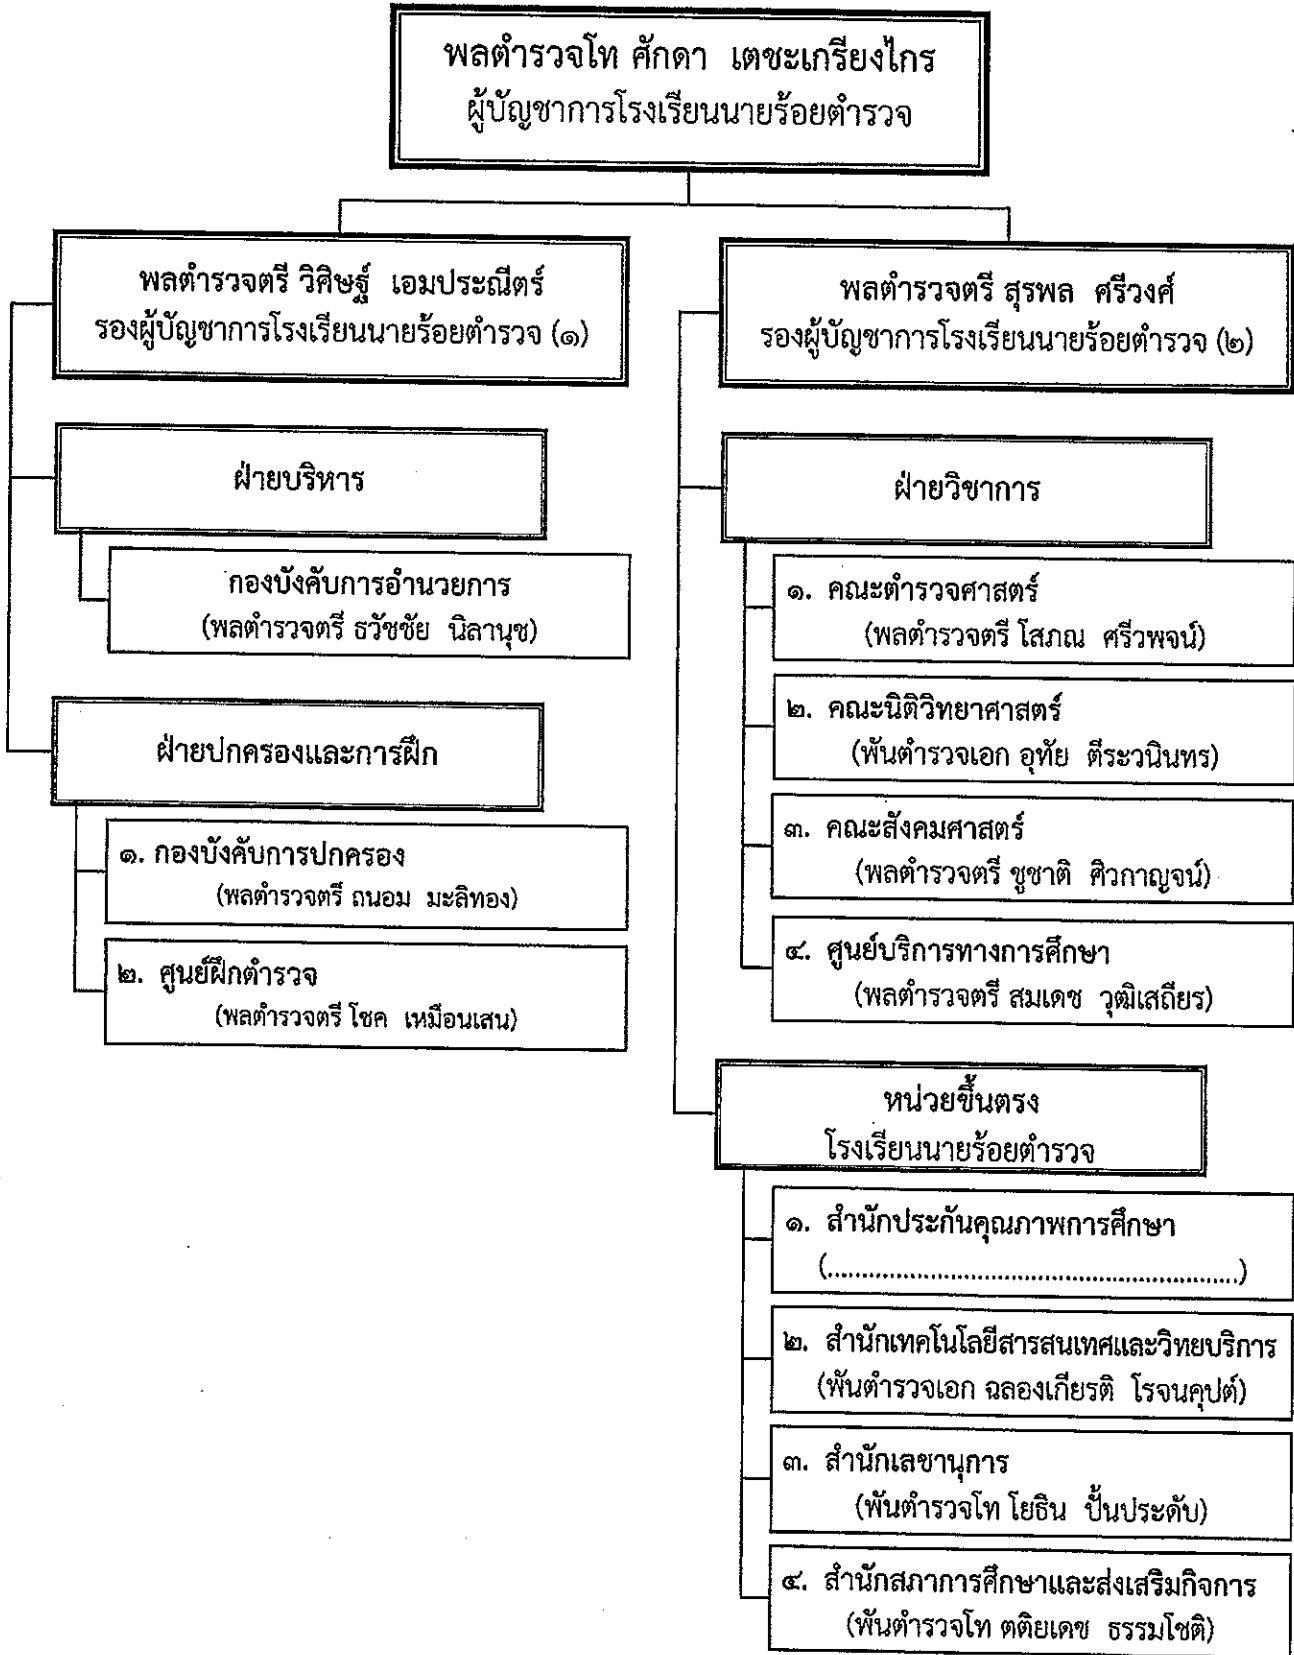 พลตำรวจโท ศักดา เตชะเกรียงไกร
ผู้บัญชาการโรงเรียนนายร้อยตำรวจ
พลตำรวจตรี วิศิษฐ์ เอมประณีตร์
รองผู้บัญชาการโรงเรียนนายร้อยตำรวจ (๑)
ฝ่ายบริหาร
กองบังคับการอำนวยการ
(พลตำรวจตรี ธวัชชัย นิลานุช)
ฝ่ายปกครองและการฝึก
๑. กองบังคับการปกครอง
(พลตำรวจตรี ถนอม มะลิทอง)
๒. ศูนย์ฝึกตำรวจ
(พลตำรวจตรี โชค เหมือนเสน)
พลตำรวจตรี สุรพล ศรีวงศ์
รองผู้บัญชาการโรงเรียนนายร้อยตำรวจ (๒)
ฝ่ายวิชาการ
๑. คณะตำรวจศาสตร์
(พลตำรวจตรี โสภณ ศรีวพจน์)
๒. คณะนิติวิทยาศาสตร์
(พันตำรวจเอก อุทัย ตีระวนินทร)
๓. คณะสังคมศาสตร์
(พลตำรวจตรี ชูชาติ ศิวกาญจน์)
๔. ศูนย์บริการทางการศึกษา
(พลตำรวจตรี สมเดช วุฒิเสถียร)
หน่วยขึ้นตรง
โรงเรียนนายร้อยตำรวจ
๑. สำนักประกันคุณภาพการศึกษา
(............................................................)
๒. สำนักเทคโนโลยีสารสนเทศและวิทยบริการ
(พันตำรวจเอก ฉลองเกียรติ โรจนคุปต์)
๓. สำนักเลขานุการ
(พันตำรวจโท โยธิน ปิ้นประดับ)
๔. สำนักสภาการศึกษาและส่งเสริมกิจการ
(พันตำรวจโท ตติยเดช ธรรมโชติ)